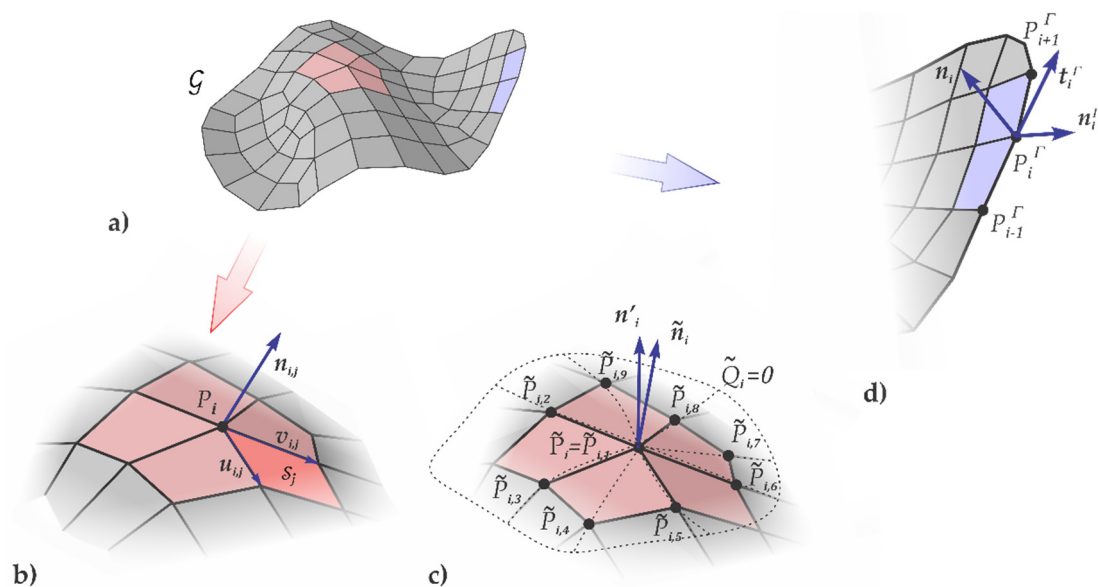 𝒢
a)
P_{i+1}^Γ
n_i
t_i^Γ
n_i^l
P_i^Γ
P_{i-1}^Γ
d)
n_{i,j}
P_i
v_{i,j}
u_{i,j}
s_j
b)
n'_i
ñ_i
P̃_{i,9}
Q̃_i=0
P̃_{i,2}
P̃_{i,8}
P̃_i=P̃_{i,1}
P̃_{i,7}
P̃_{i,6}
P̃_{i,3}
P̃_{i,4}
P̃_{i,5}
c)